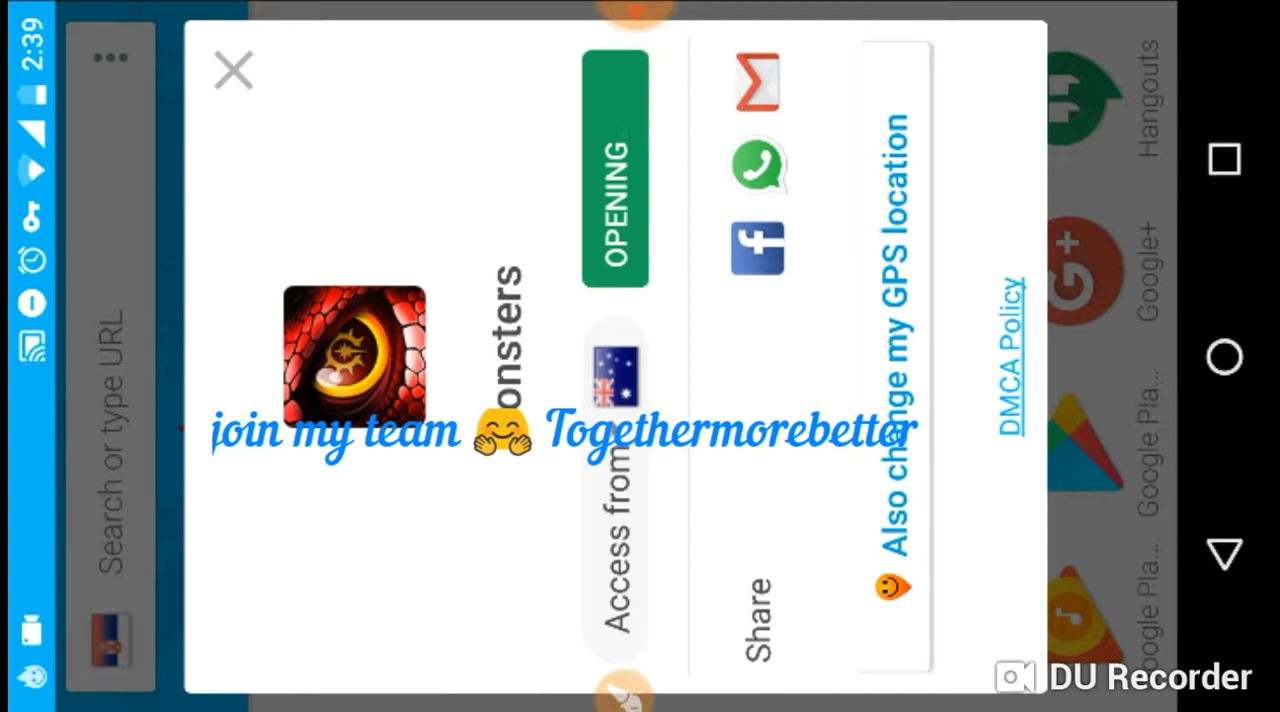 2:39
Search or type URL
onsters
OPENING
Access from
Share
Also change my GPS location
DMCA Policy
join my team 🤗 Togethermorebetter
Hangouts
Google+
Google Pla...
oogle Pla...
DU Recorder